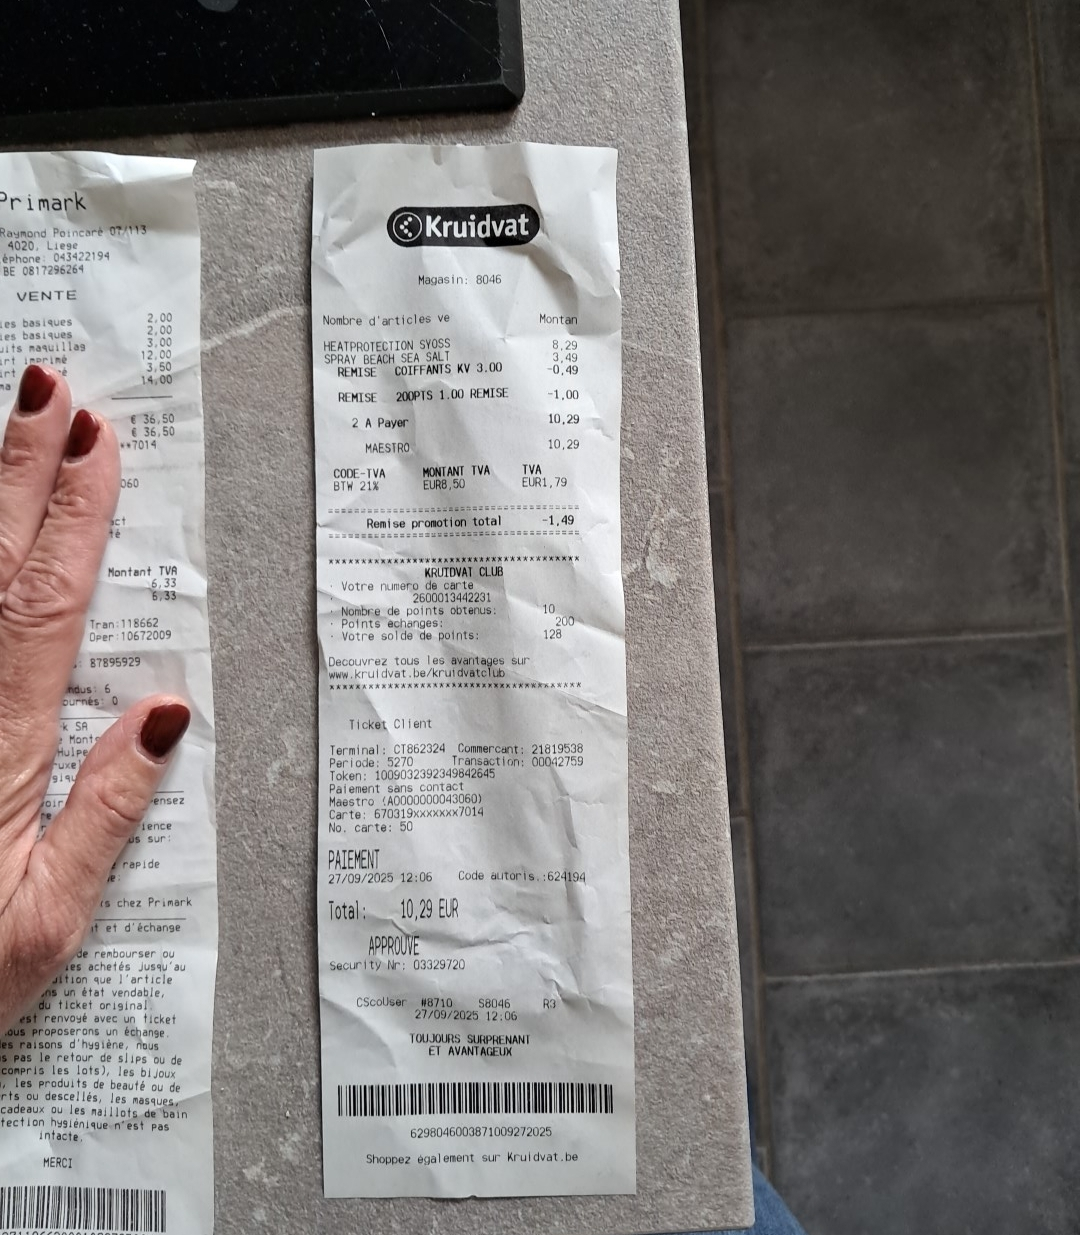 Primark
Raymond Poincaré 07/113
4020, Liege
éphone: 043422194
BE 0817296264
VENTE
ies basiques 2,00
ies basiques 2,00
uits maquillag 3,00
irt imprimé 12,00
irt 3,50
ma 14,00
€ 36,50
€ 36,50
**7014
060
act
té
Montant TVA
6,33
6,33
Tran:118662
Oper:10672009
: 87895929
ndus: 6
ournés: 0
k SA
Hulpe
ruxel
giqu
voir ensez
re
ience
us sur:
rapide
e:
is chez Primark
it et d'échange
de rembourser ou
les achetés jusqu'au
ition que l'article
ns un état vendable,
du ticket original.
est renvoyé avec un ticket
ous proposerons un échange.
es raisons d'hygiène, nous
s pas le retour de slips ou de
compris les lots), les bijoux
, les produits de beauté ou de
rts ou descellés, les masques,
cadeaux ou les maillots de bain
tection hygiénique n'est pas
intacte.
MERCI
Kruidvat
Magasin: 8046
Nombre d'articles ve Montan
HEATPROTECTION SYOSS 8,29
SPRAY BEACH SEA SALT 3,49
REMISE COIFFANTS KV 3.00 -0,49
REMISE 200PTS 1.00 REMISE -1,00
2 A Payer 10,29
MAESTRO 10,29
CODE-TVA MONTANT TVA TVA
BTW 21% EUR8,50 EUR1,79
================================
Remise promotion total -1,49
================================
****************************************
KRUIDVAT CLUB
· Votre numero de carte
: 2600013442231
· Nombre de points obtenus: 10
· Points echanges: 200
· Votre solde de points: 128
Decouvrez tous les avantages sur
www.kruidvat.be/kruidvatclub
****************************************
Ticket Client
Terminal: CT862324 Commercant: 21819538
Periode: 5270 Transaction: 00042759
Token: 1009032392349842645
Paiement sans contact
Maestro (A0000000043060)
Carte: 670319xxxxxxx7014
No. carte: 50
PAIEMENT
27/09/2025 12:06 Code autoris.:624194
Total: 10,29 EUR
APPROUVE
Security Nr: 03329720
CScoUser #8710 S8046 R3
27/09/2025 12:06
TOUJOURS SURPRENANT
ET AVANTAGEUX
6298046003871009272025
Shoppez également sur Kruidvat.be